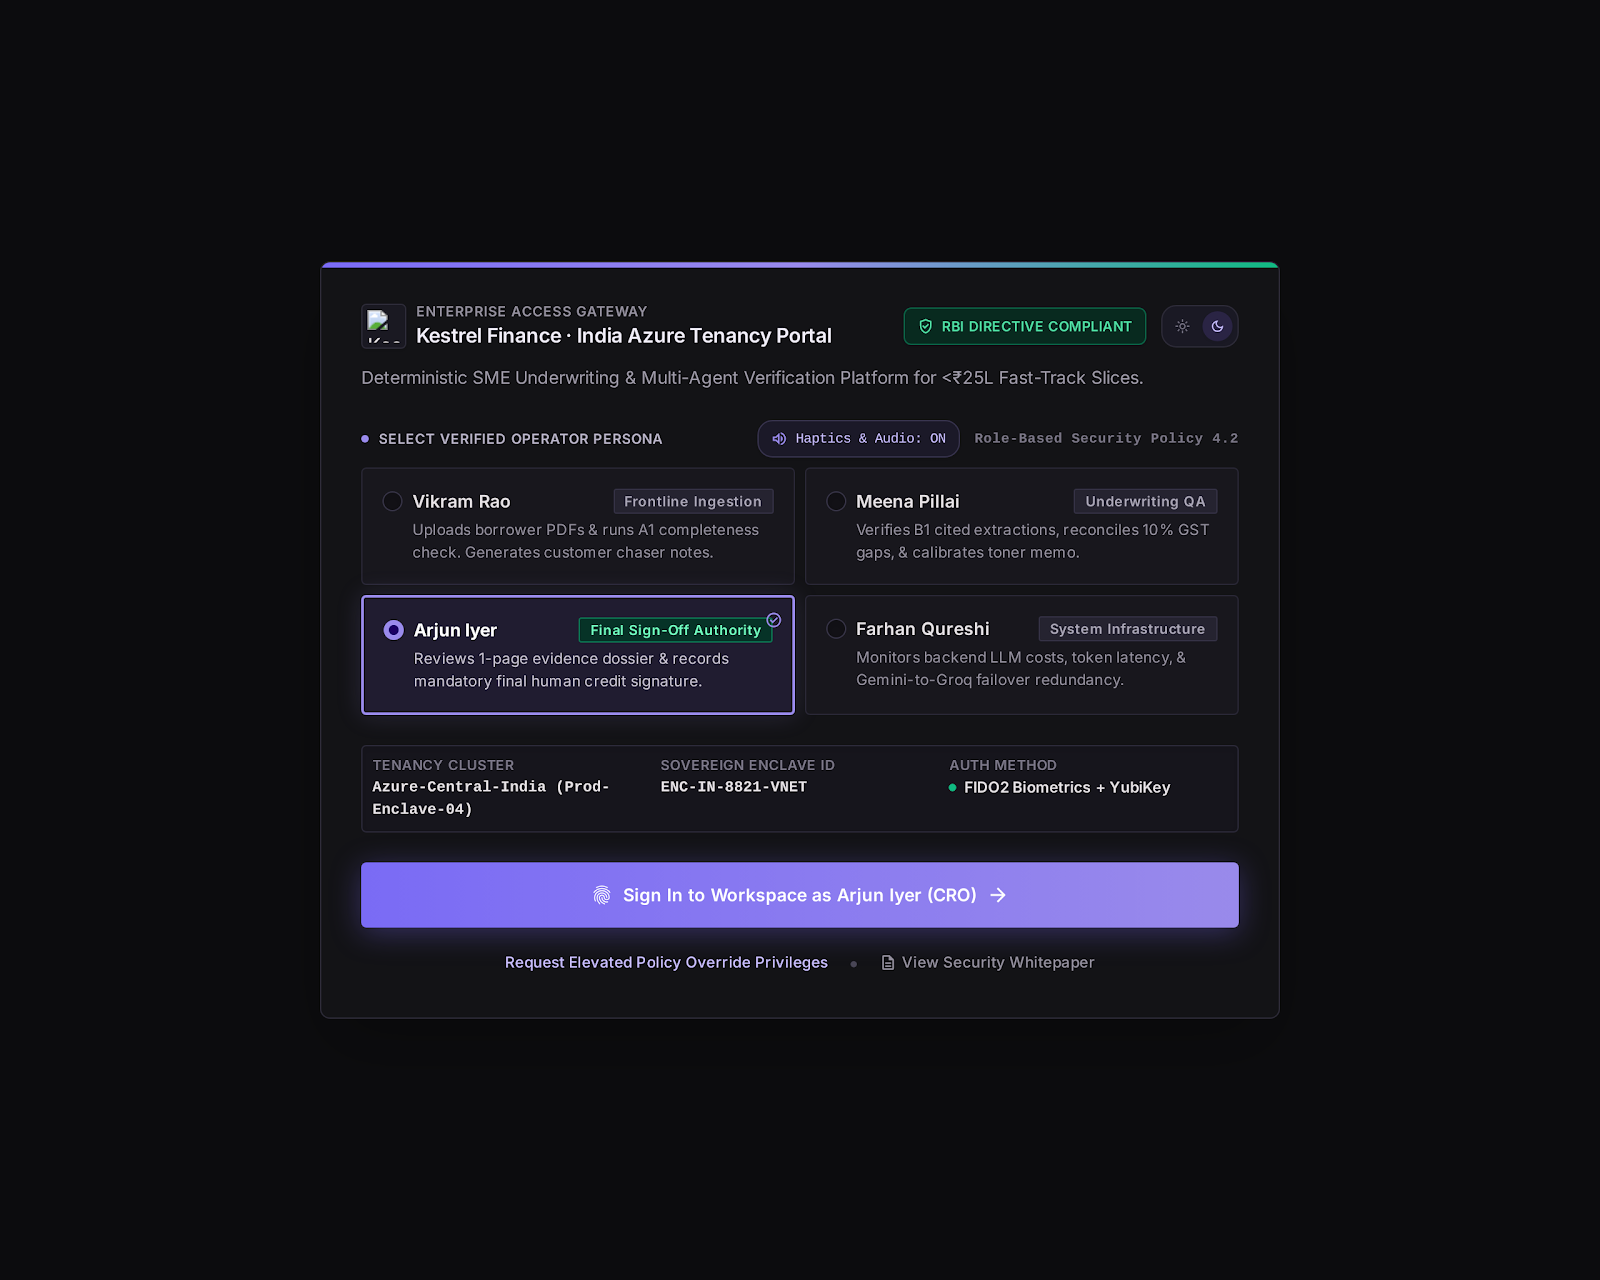 ENTERPRISE ACCESS GATEWAY
Kestrel Finance · India Azure Tenancy Portal
RBI DIRECTIVE COMPLIANT
Deterministic SME Underwriting & Multi-Agent Verification Platform for <₹25L Fast-Track Slices.
SELECT VERIFIED OPERATOR PERSONA
Haptics & Audio: ON
Role-Based Security Policy 4.2
Vikram Rao
Frontline Ingestion
Uploads borrower PDFs & runs A1 completeness
check. Generates customer chaser notes.
Meena Pillai
Underwriting QA
Verifies B1 cited extractions, reconciles 10% GST
gaps, & calibrates toner memo.
Arjun Iyer
Final Sign-Off Authority
Reviews 1-page evidence dossier & records
mandatory final human credit signature.
Farhan Qureshi
System Infrastructure
Monitors backend LLM costs, token latency, &
Gemini-to-Groq failover redundancy.
TENANCY CLUSTER
Azure-Central-India (Prod-
Enclave-04)
SOVEREIGN ENCLAVE ID
ENC-IN-8821-VNET
AUTH METHOD
FIDO2 Biometrics + YubiKey
Sign In to Workspace as Arjun Iyer (CRO)
Request Elevated Policy Override Privileges
View Security Whitepaper